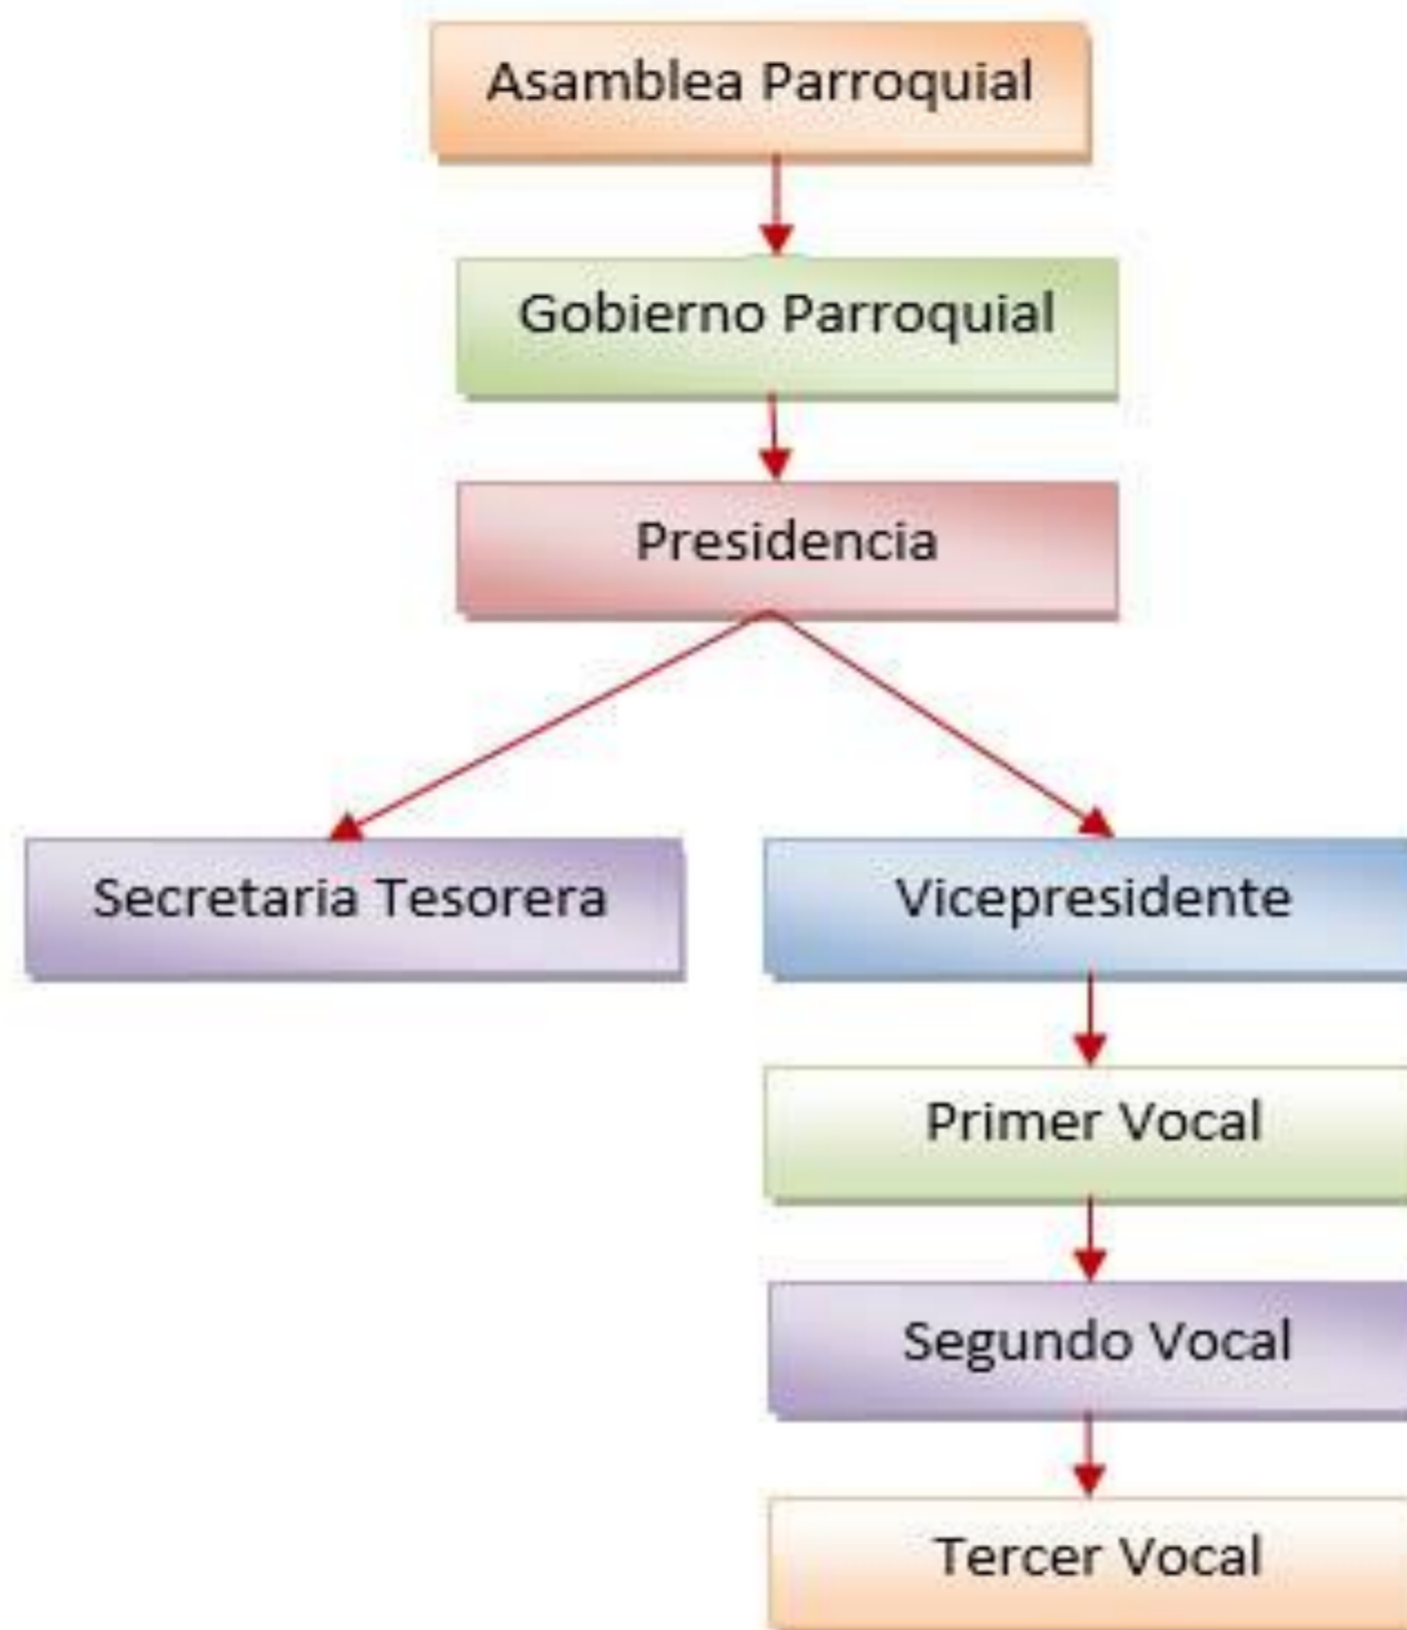 Asamblea Parroquial
Gobierno Parroquial
Presidencia
Secretaria Tesorera
Vicepresidente
Primer Vocal
Segundo Vocal
Tercer Vocal